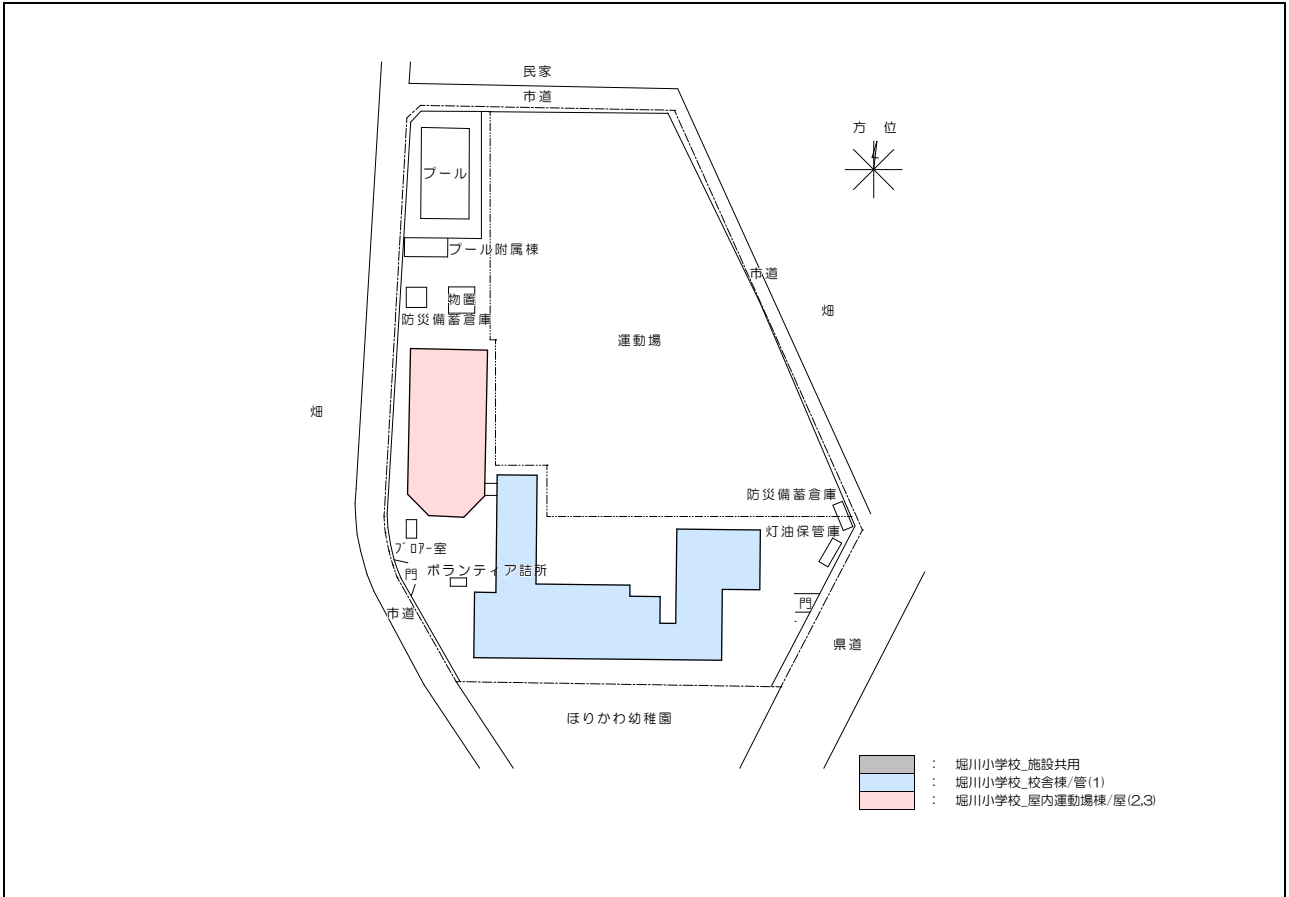 民家
市道
方 位
プール
プール附属棟
市道
物置
畑
防災備蓄倉庫
運動場
畑
防災備蓄倉庫
灯油保管庫
ブロアー室
ボランティア詰所
門
門
市道
県道
ほりかわ幼稚園
： 堀川小学校_施設共用
： 堀川小学校_校舎棟/管(1)
： 堀川小学校_屋内運動場棟/屋(2,3)